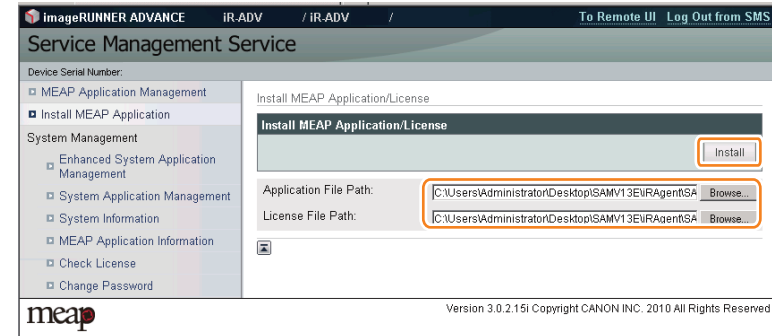 imageRUNNER ADVANCE iR-ADV / iR-ADV / To Remote UI Log Out from SMS
Service Management Service
Device Serial Number:
MEAP Application Management
Install MEAP Application
System Management
Enhanced System Application
Management
System Application Management
System Information
MEAP Application Information
Check License
Change Password
Install MEAP Application/License
Install MEAP Application/License
Install
Application File Path: C:\Users\Administrator\Desktop\SAMV13E\iRAgent\SA Browse...
License File Path: C:\Users\Administrator\Desktop\SAMV13E\iRAgent\SA Browse...
meap
Version 3.0.2.15i Copyright CANON INC. 2010 All Rights Reserved